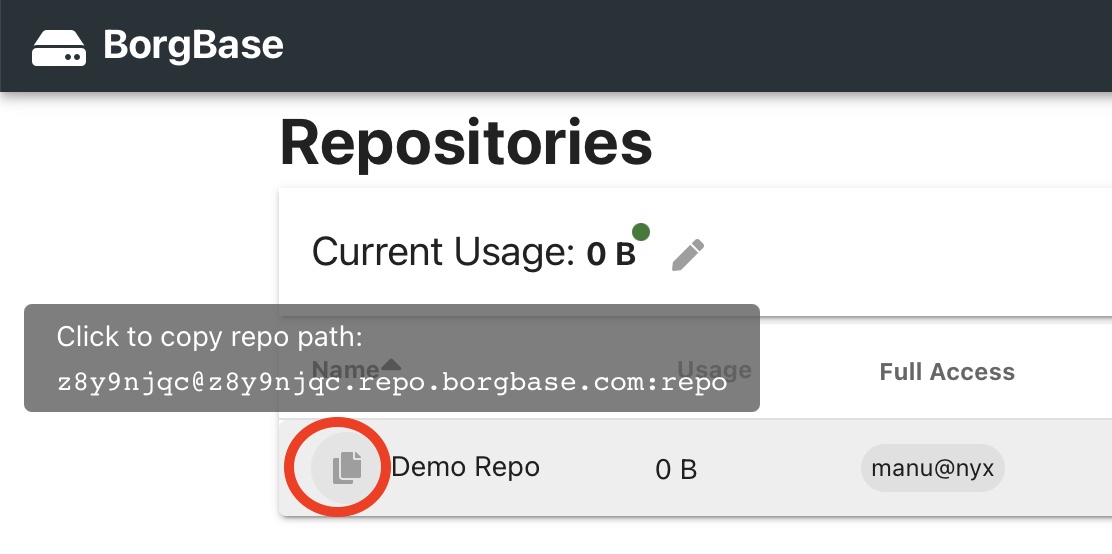 BorgBase
Repositories
Current Usage: 0 B
Click to copy repo path:
z8y9njqc@z8y9njqc.repo.borgbase.com:repo
Name Usage Full Access
Demo Repo 0 B manu@nyx